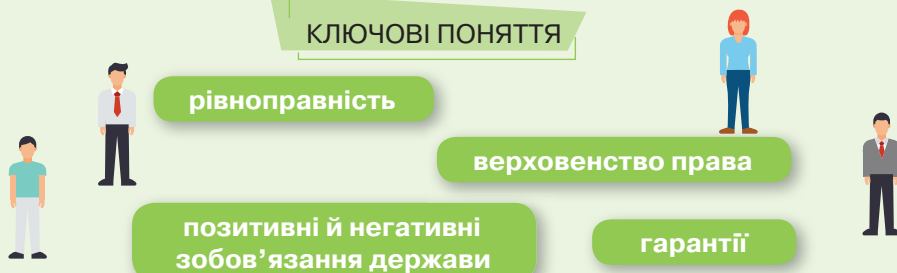 КЛЮЧОВІ ПОНЯТТЯ
рівноправність
верховенство права
позитивні й негативні
зобов’язання держави
гарантії